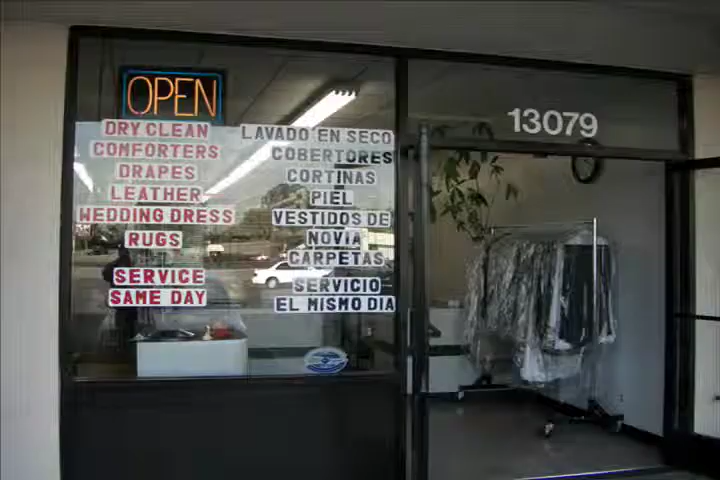 OPEN
13079
DRY CLEAN
COMFORTERS
DRAPES
LEATHER
WEDDING DRESS
RUGS
SERVICE
SAME DAY
LAVADO EN SECO
COBERTORES
CORTINAS
PIEL
VESTIDOS DE
NOVIA
CARPETAS
SERVICIO
EL MISMO DIA